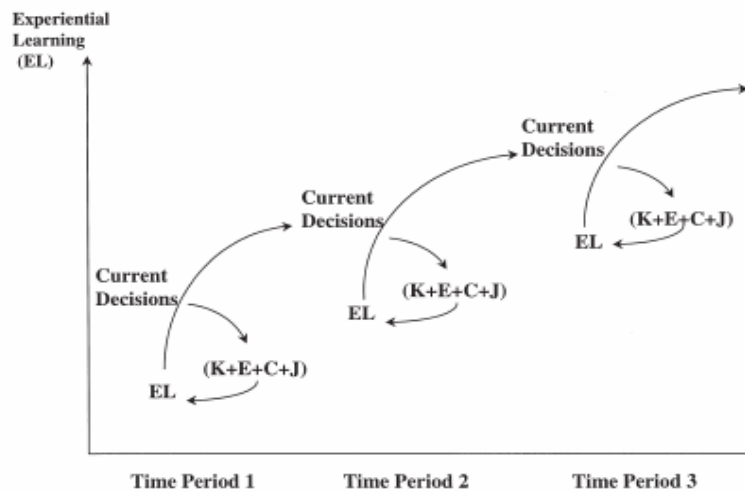 Experiential
Learning
(EL)
Current
Decisions
Current
Decisions
(K+E+C+J)
EL
Current
Decisions
(K+E+C+J)
EL
(K+E+C+J)
EL
Time Period 1
Time Period 2
Time Period 3